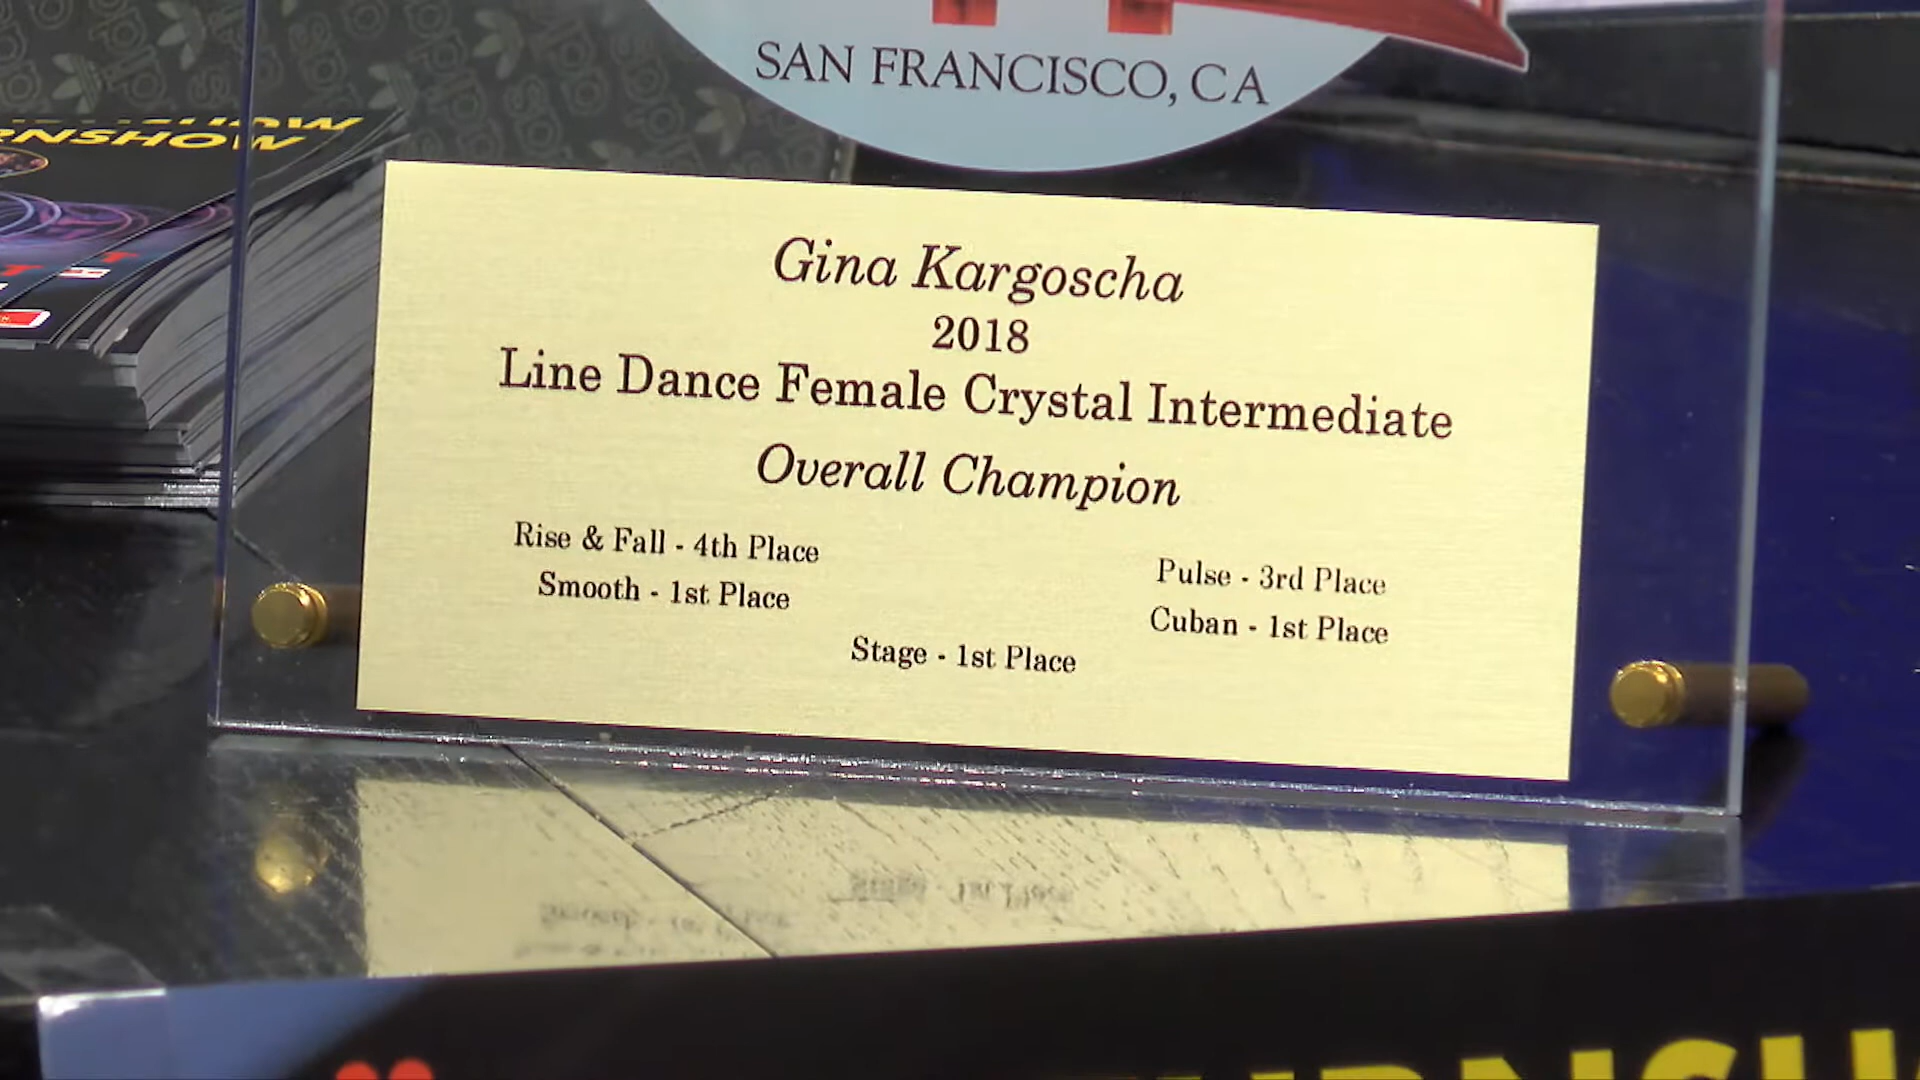 SAN FRANCISCO, CA
RNSHOW
Gina Kargoscha
2018
Line Dance Female Crystal Intermediate
Overall Champion
Rise & Fall - 4th Place
Pulse - 3rd Place
Smooth - 1st Place
Cuban - 1st Place
Stage - 1st Place